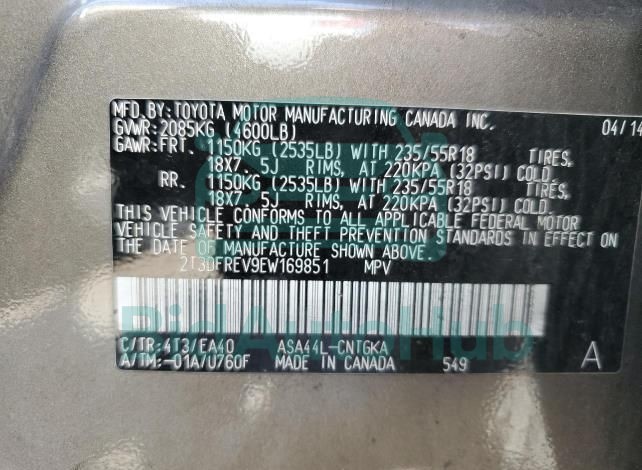 MFD.BY:TOYOTA MOTOR MANUFACTURING CANADA INC. 04/14
GVWR:2085KG (4600LB)
GAWR:FRT. 1150KG (2535LB) WITH 235/55R18 TIRES,
18X7. 5J RIMS, AT 220KPA (32PSI) COLD.
RR. 1150KG (2535LB) WITH 235/55R18 TIRES,
18X7. 5J RIMS, AT 220KPA (32PSI) COLD.
THIS VEHICLE CONFORMS TO ALL APPLICABLE FEDERAL MOTOR
VEHICLE SAFETY AND THEFT PREVENTION STANDARDS IN EFFECT ON
THE DATE OF MANUFACTURE SHOWN ABOVE.
2T3DFREV9EW169851 MPV
BidAutoHub
C/TR:4T3/EA40 ASA44L-CNTGKA
A/TM:-01A/U760F MADE IN CANADA 549 A